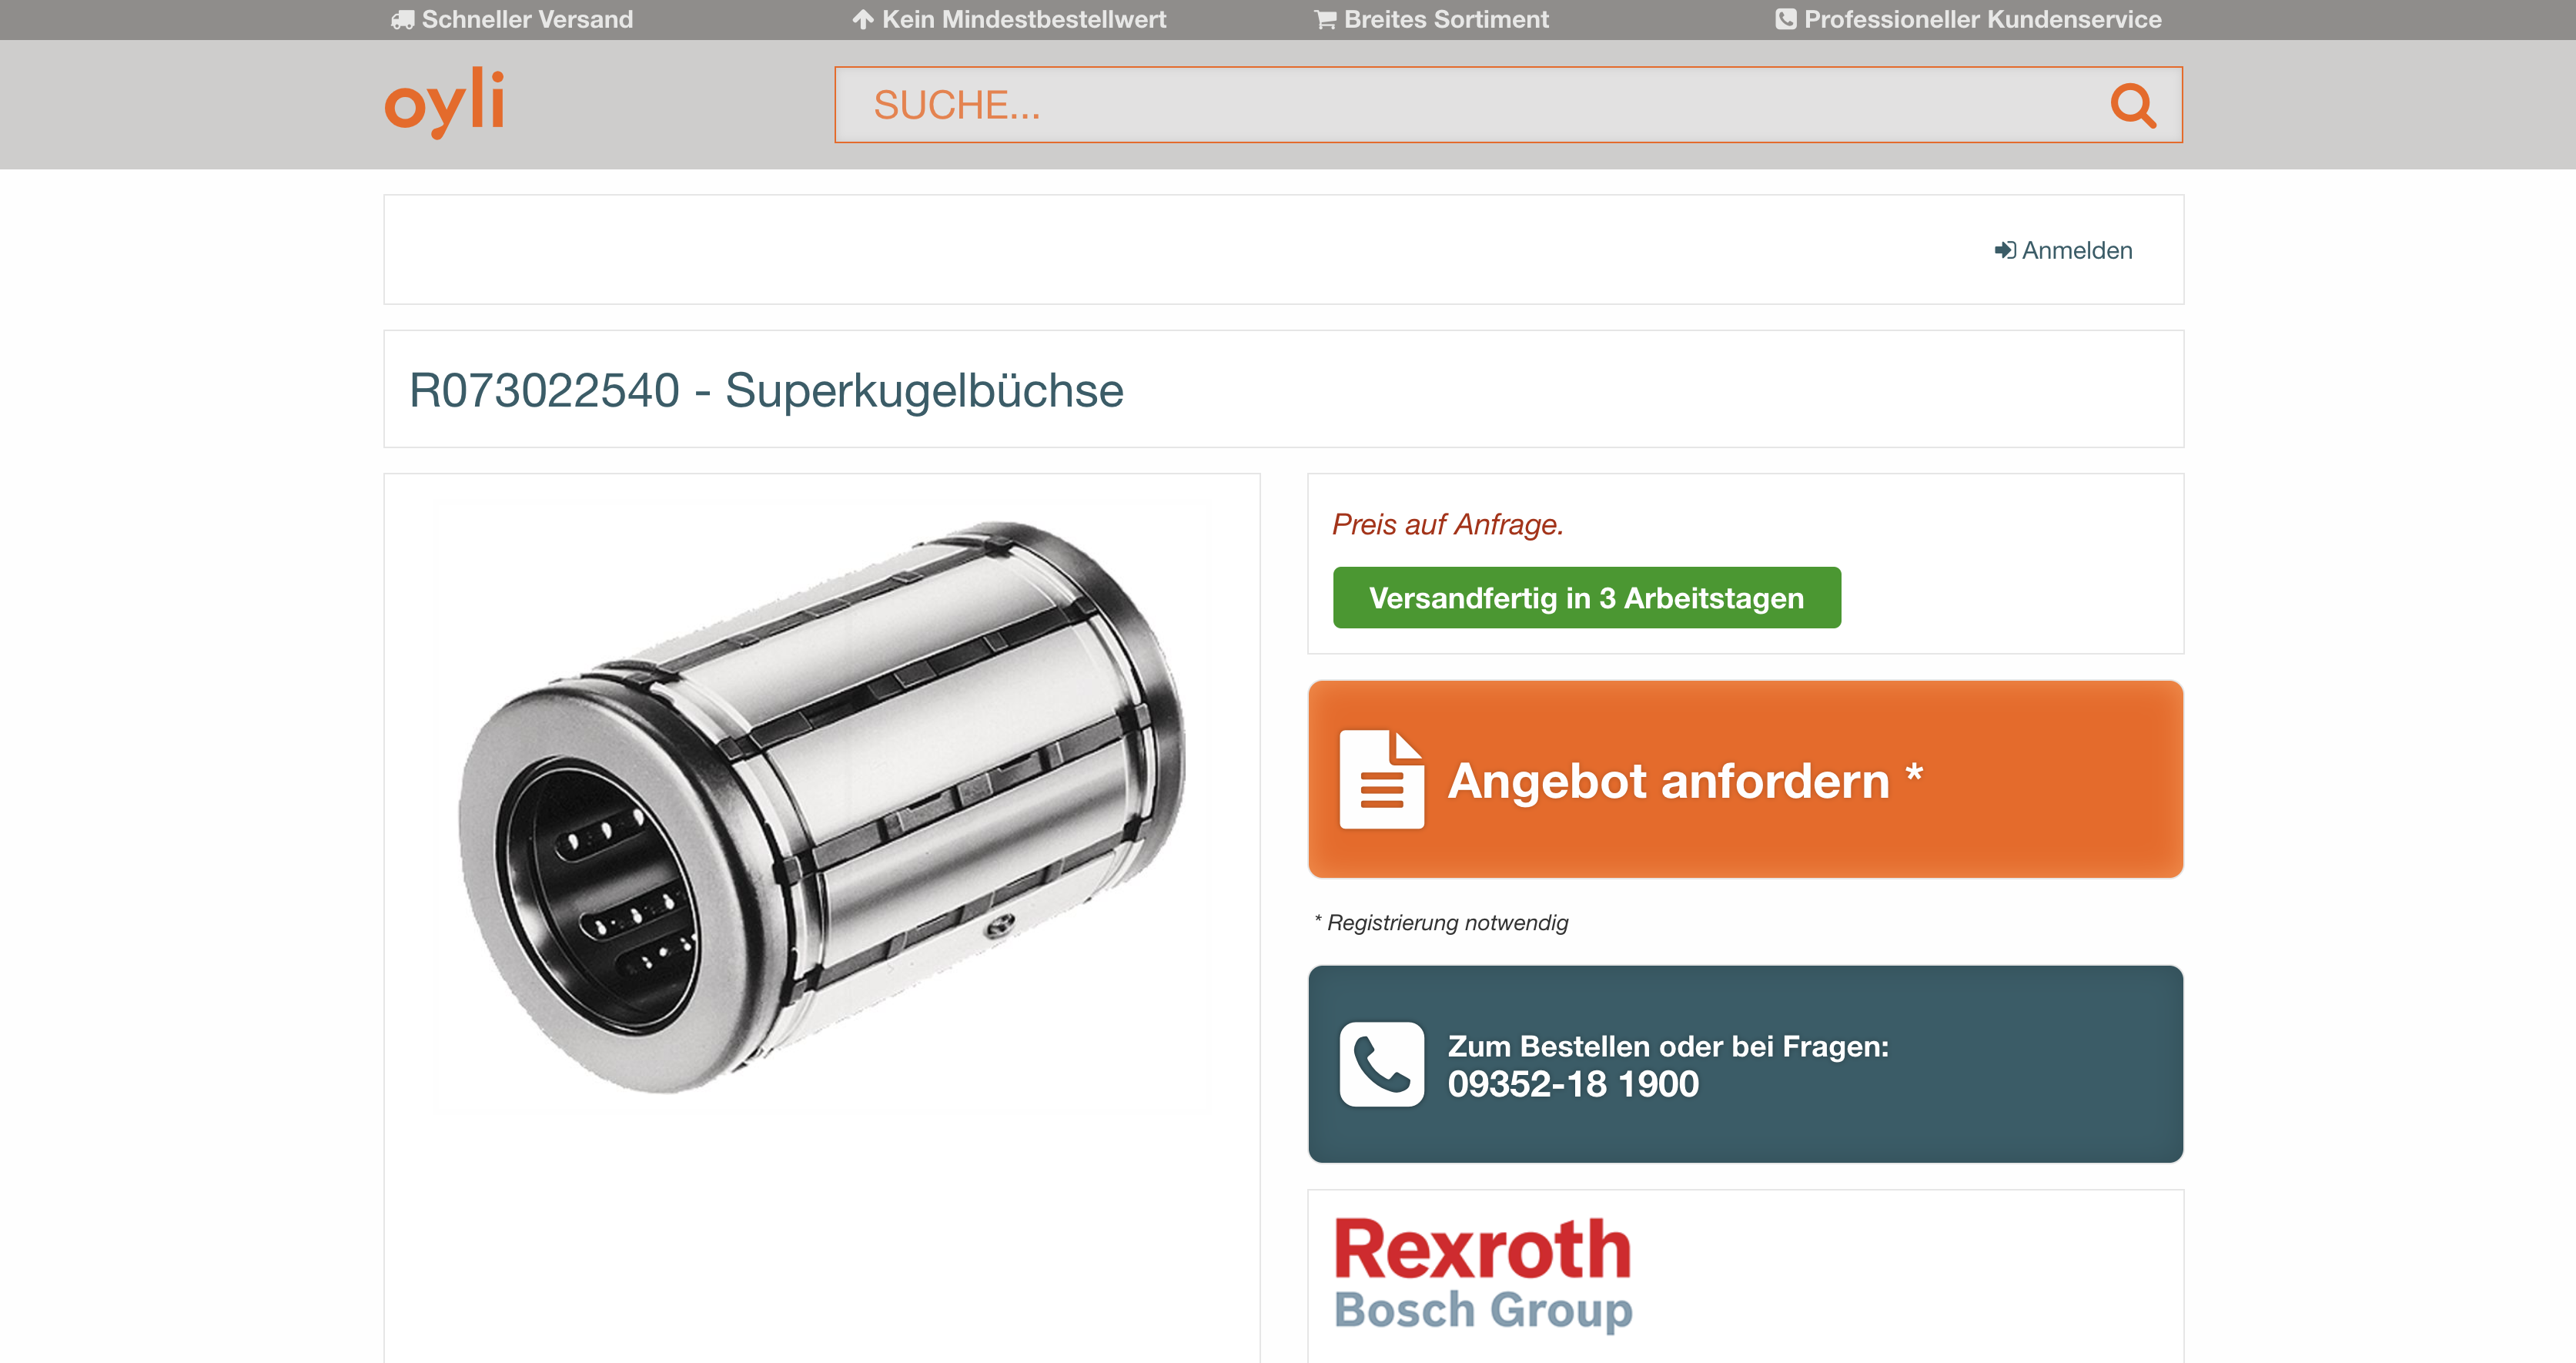 Schneller Versand
Kein Mindestbestellwert
Breites Sortiment
Professioneller Kundenservice
oyli
SUCHE...
Anmelden
R073022540 - Superkugelbüchse
Preis auf Anfrage.
Versandfertig in 3 Arbeitstagen
Angebot anfordern *
* Registrierung notwendig
Zum Bestellen oder bei Fragen:
09352-18 1900
Rexroth
Bosch Group